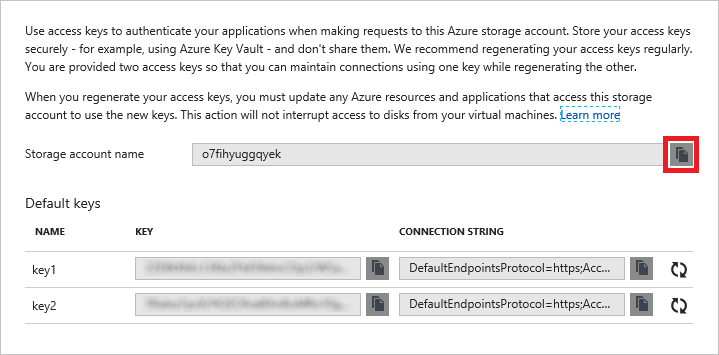 Use access keys to authenticate your applications when making requests to this Azure storage account. Store your access keys
securely - for example, using Azure Key Vault - and don't share them. We recommend regenerating your access keys regularly.
You are provided two access keys so that you can maintain connections using one key while regenerating the other.
When you regenerate your access keys, you must update any Azure resources and applications that access this storage
account to use the new keys. This action will not interrupt access to disks from your virtual machines. Learn more
Storage account name o7fihyuggqyek
Default keys
NAME KEY CONNECTION STRING
key1 DefaultEndpointsProtocol=https;Acc...
key2 DefaultEndpointsProtocol=https;Acc...